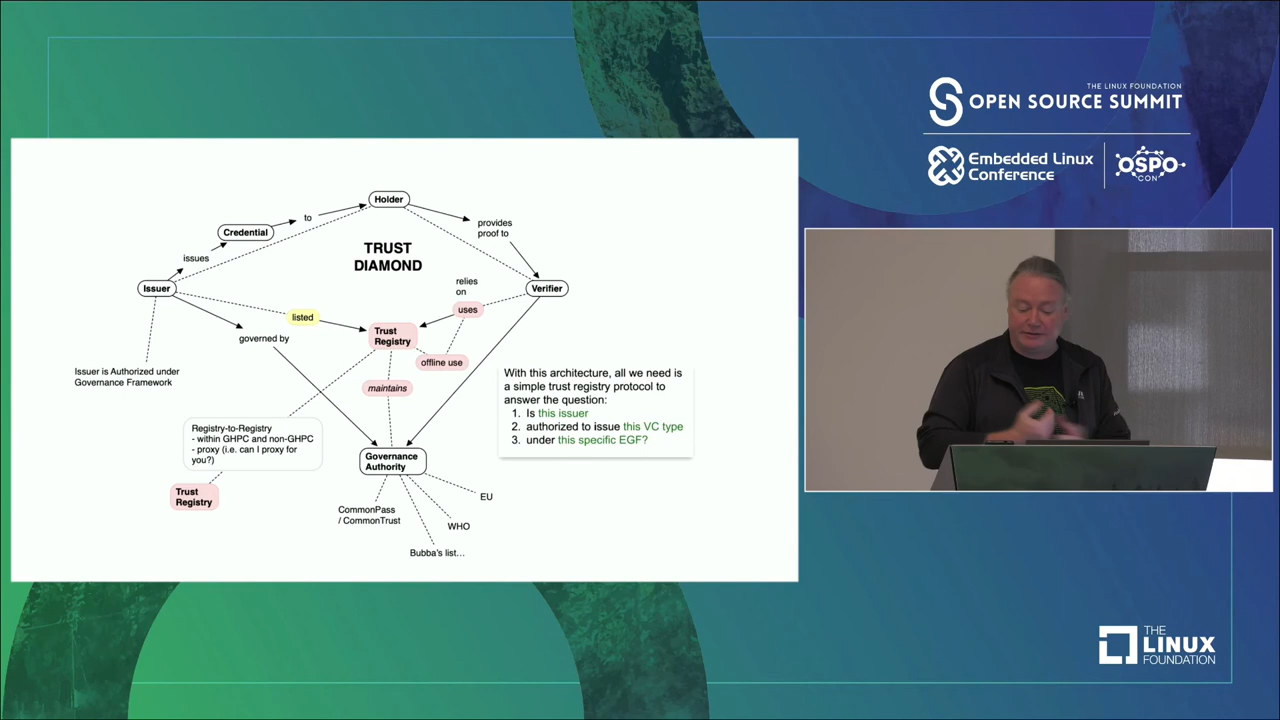 THE LINUX FOUNDATION
OPEN SOURCE SUMMIT
Embedded Linux
Conference
OSPO
CON
Holder
to
Credential
provides
proof to
issues
TRUST
DIAMOND
Issuer
relies
on
Verifier
listed
uses
Trust
Registry
governed by
offline use
Issuer is Authorized under
Governance Framework
maintains
With this architecture, all we need is
a simple trust registry protocol to
answer the question:
1. Is this issuer
2. authorized to issue this VC type
3. under this specific EGF?
Registry-to-Registry
- within GHPC and non-GHPC
- proxy (i.e. can I proxy for
you?)
Governance
Authority
Trust
Registry
CommonPass
/ CommonTrust
EU
WHO
Bubba's list...
THE
LINUX
FOUNDATION